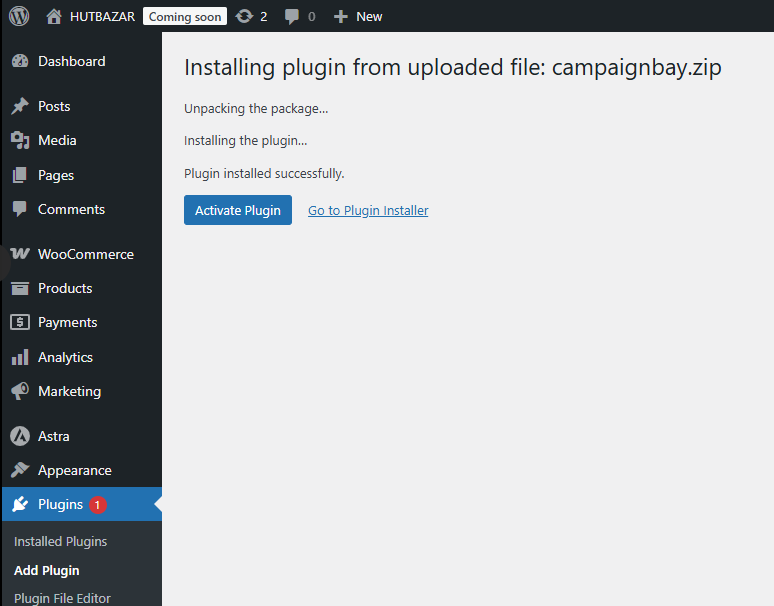 HUTBAZAR Coming soon 2 0 New
Dashboard
Posts
Media
Pages
Comments
WooCommerce
Products
Payments
Analytics
Marketing
Astra
Appearance
Plugins 1
Installed Plugins
Add Plugin
Plugin File Editor
Installing plugin from uploaded file: campaignbay.zip
Unpacking the package…
Installing the plugin…
Plugin installed successfully.
Activate Plugin Go to Plugin Installer